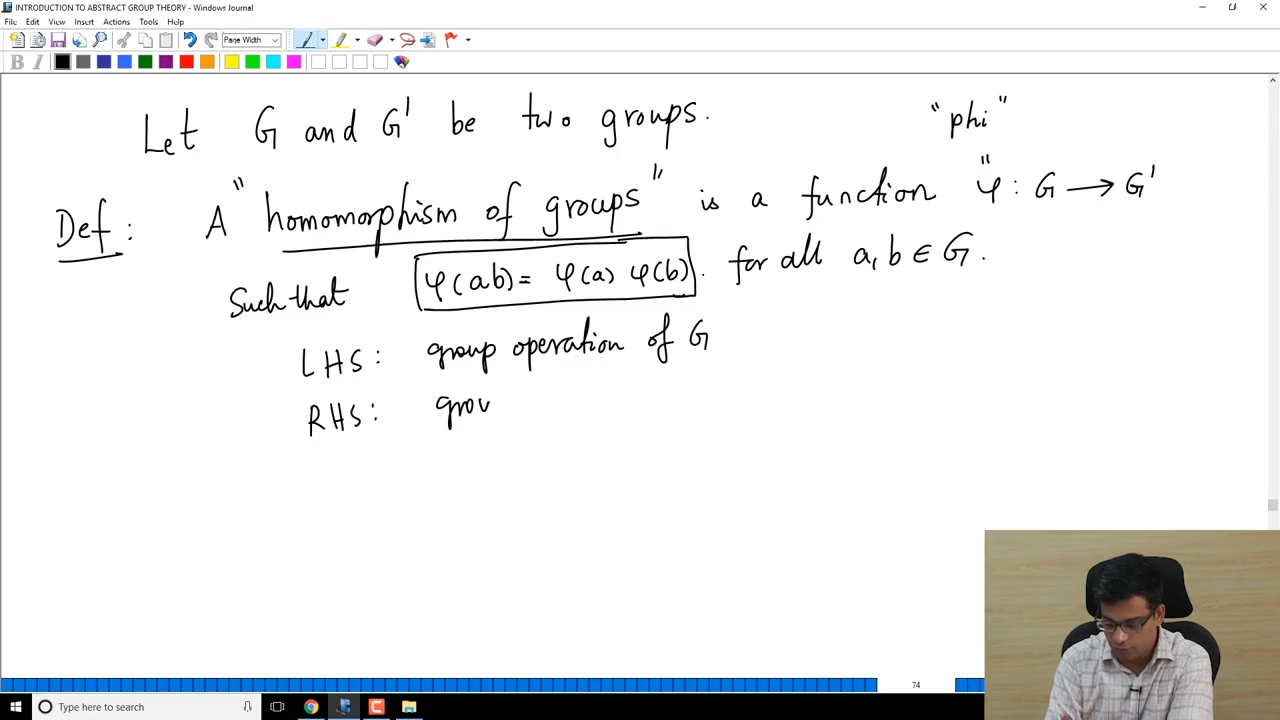 INTRODUCTION TO ABSTRACT GROUP THEORY - Windows Journal
File Edit View Insert Actions Tools Help
Page Width
B I
Let G and G' be two groups. "phi"
Def: A "homomorphism of groups" is a function "φ: G → G'
Such that φ(ab) = φ(a) φ(b). for all a, b ∈ G.
LHS: group operation of G
RHS: grou
74
Type here to search